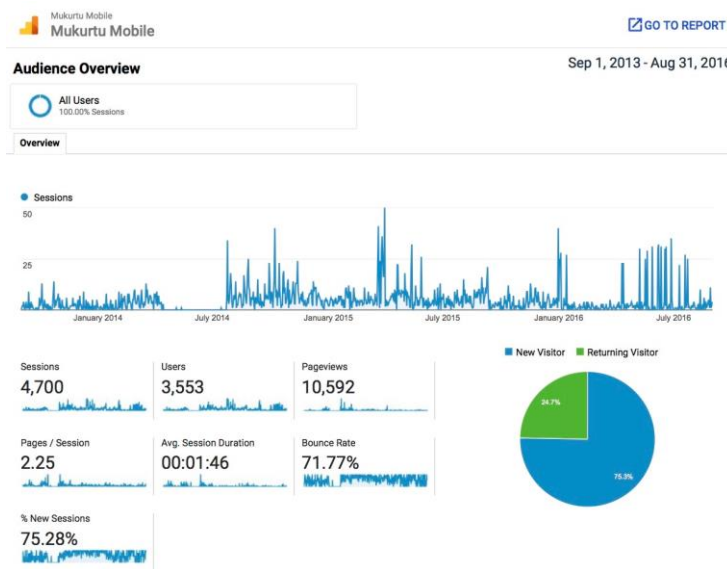 Mukurtu Mobile
Mukurtu Mobile
GO TO REPORT
Audience Overview
Sep 1, 2013 - Aug 31, 2016
All Users
100.00% Sessions
Overview
Sessions
50
25
January 2014 July 2014 January 2015 July 2015 January 2016 July 2016
New Visitor Returning Visitor
Sessions Users Pageviews
4,700 3,553 10,592
24.7%
75.3%
Pages / Session Avg. Session Duration Bounce Rate
2.25 00:01:46 71.77%
% New Sessions
75.28%